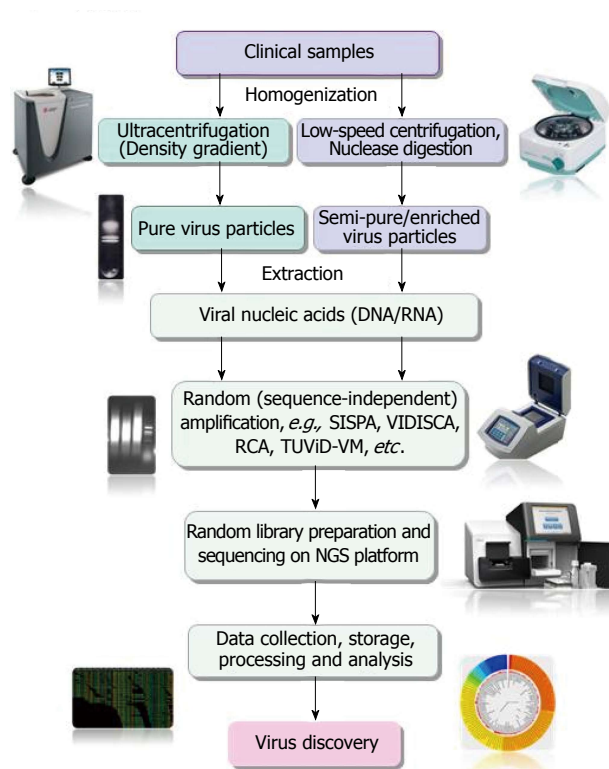 Clinical samples
Homogenization
Ultracentrifugation
(Density gradient)
Low-speed centrifugation,
Nuclease digestion
Pure virus particles
Semi-pure/enriched
virus particles
Extraction
Viral nucleic acids (DNA/RNA)
Random (sequence-independent)
amplification, e.g., SISPA, VIDISCA,
RCA, TUViD-VM, etc.
Random library preparation and
sequencing on NGS platform
Data collection, storage,
processing and analysis
Virus discovery